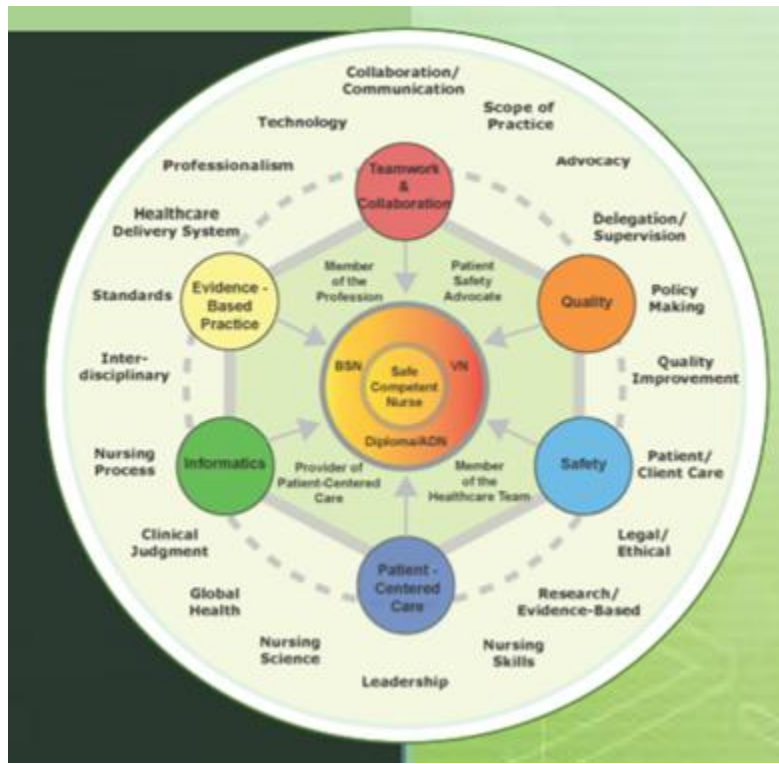 Collaboration/
Communication
Scope of
Practice
Advocacy
Delegation/
Supervision
Policy
Making
Quality
Improvement
Patient/
Client Care
Legal/
Ethical
Research/
Evidence-Based
Nursing
Skills
Leadership
Nursing
Science
Global
Health
Clinical
Judgment
Nursing
Process
Inter-
disciplinary
Standards
Healthcare
Delivery System
Professionalism
Technology
Teamwork
&
Collaboration
Quality
Safety
Patient -
Centered
Care
Informatics
Evidence -
Based
Practice
Member
of the
Profession
Patient
Safety
Advocate
Member
of the
Healthcare Team
Provider of
Patient-Centered
Care
BSN
VN
Diploma/ADN
Safe
Competent
Nurse